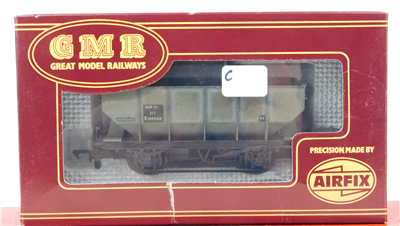 GMR
GREAT MODEL RAILWAYS
C
PRECISION MADE BY
AIRFIX